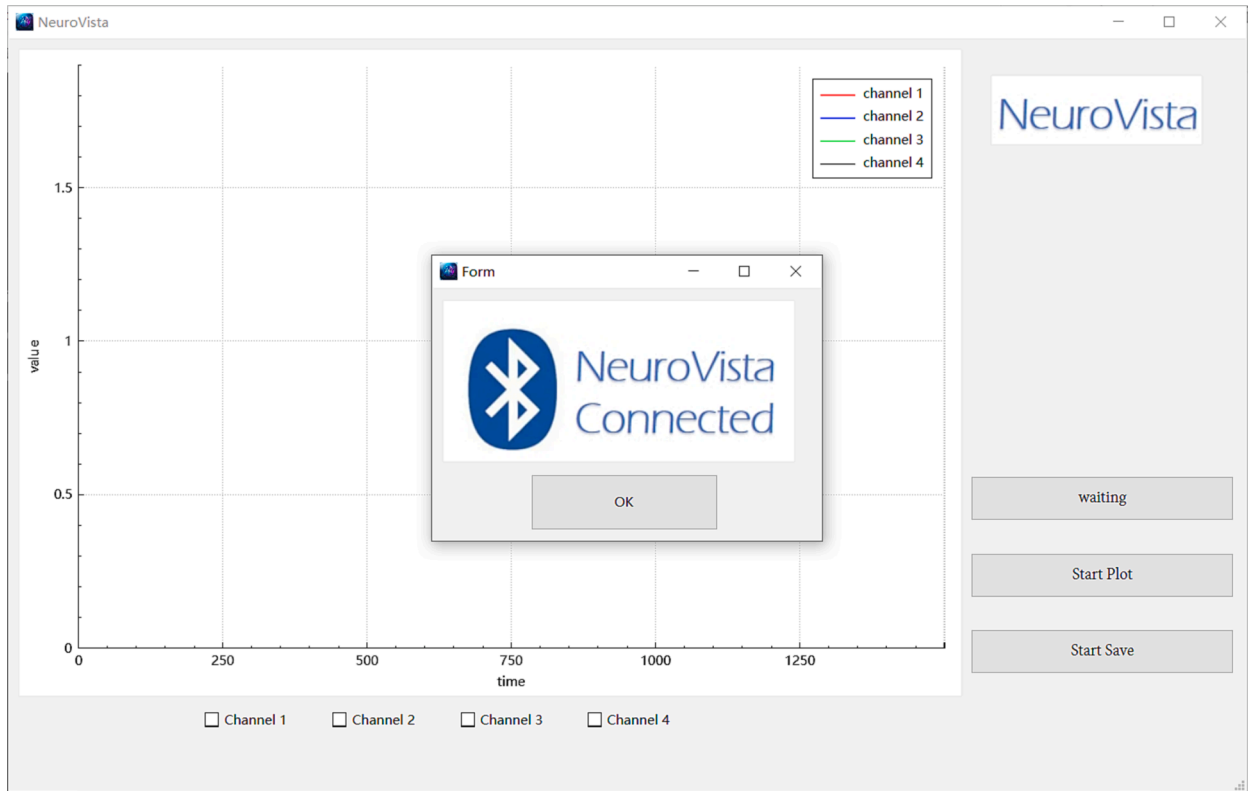 NeuroVista
channel 1
channel 2
channel 3
channel 4
1.5
1
0.5
0
value
0 250 500 750 1000 1250
time
Form
NeuroVista
Connected
OK
NeuroVista
waiting
Start Plot
Start Save
Channel 1 Channel 2 Channel 3 Channel 4